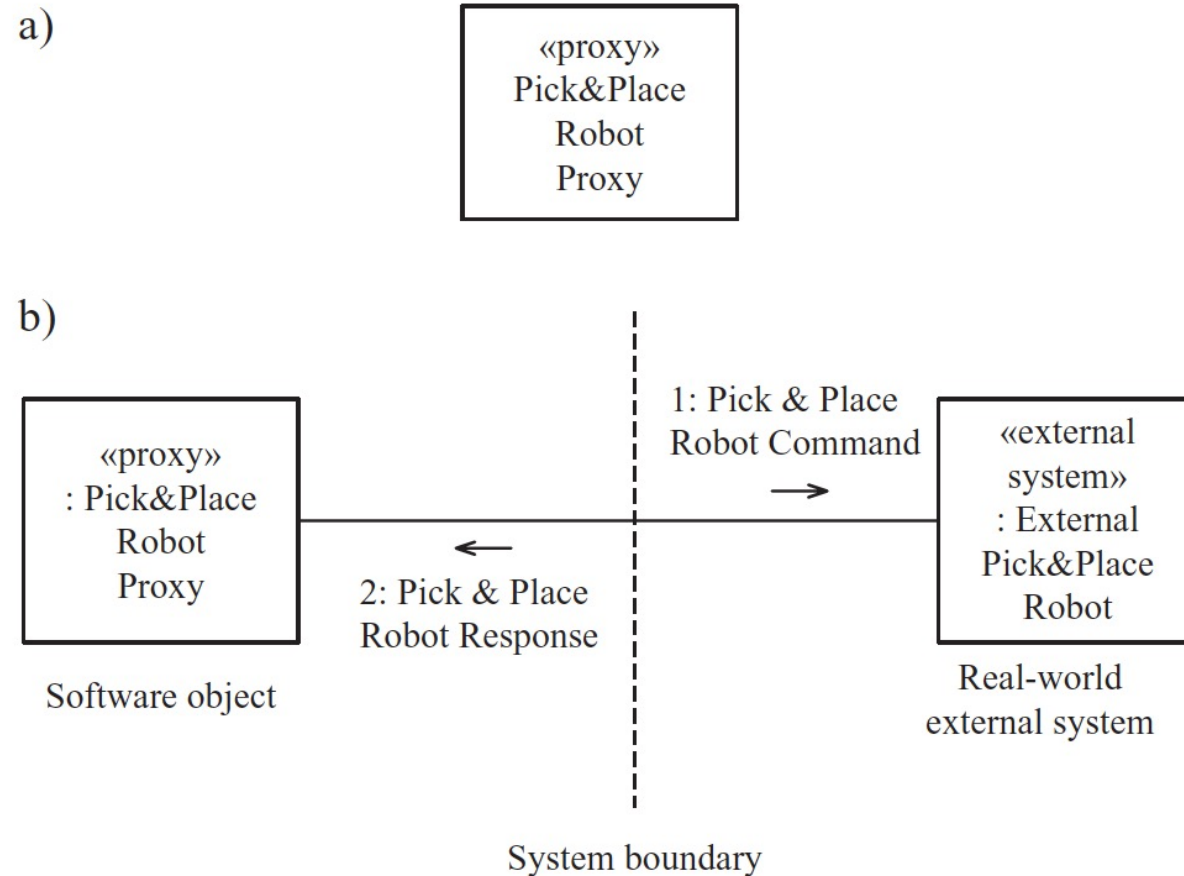 a)
«proxy»
Pick&Place
Robot
Proxy
b)
«proxy»
: Pick&Place
Robot
Proxy
Software object
1: Pick & Place
Robot Command
2: Pick & Place
Robot Response
«external
system»
: External
Pick&Place
Robot
Real-world
external system
System boundary